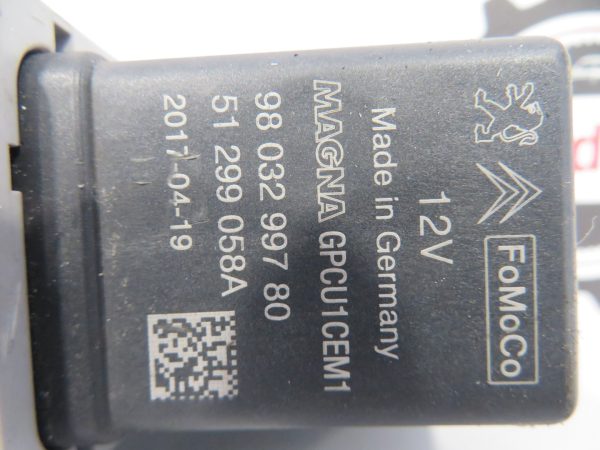 FoMoCo
12V
Made in Germany
MAGNA GPCU1CEM1
98 032 997 80
51 299 058A
2017-04-19